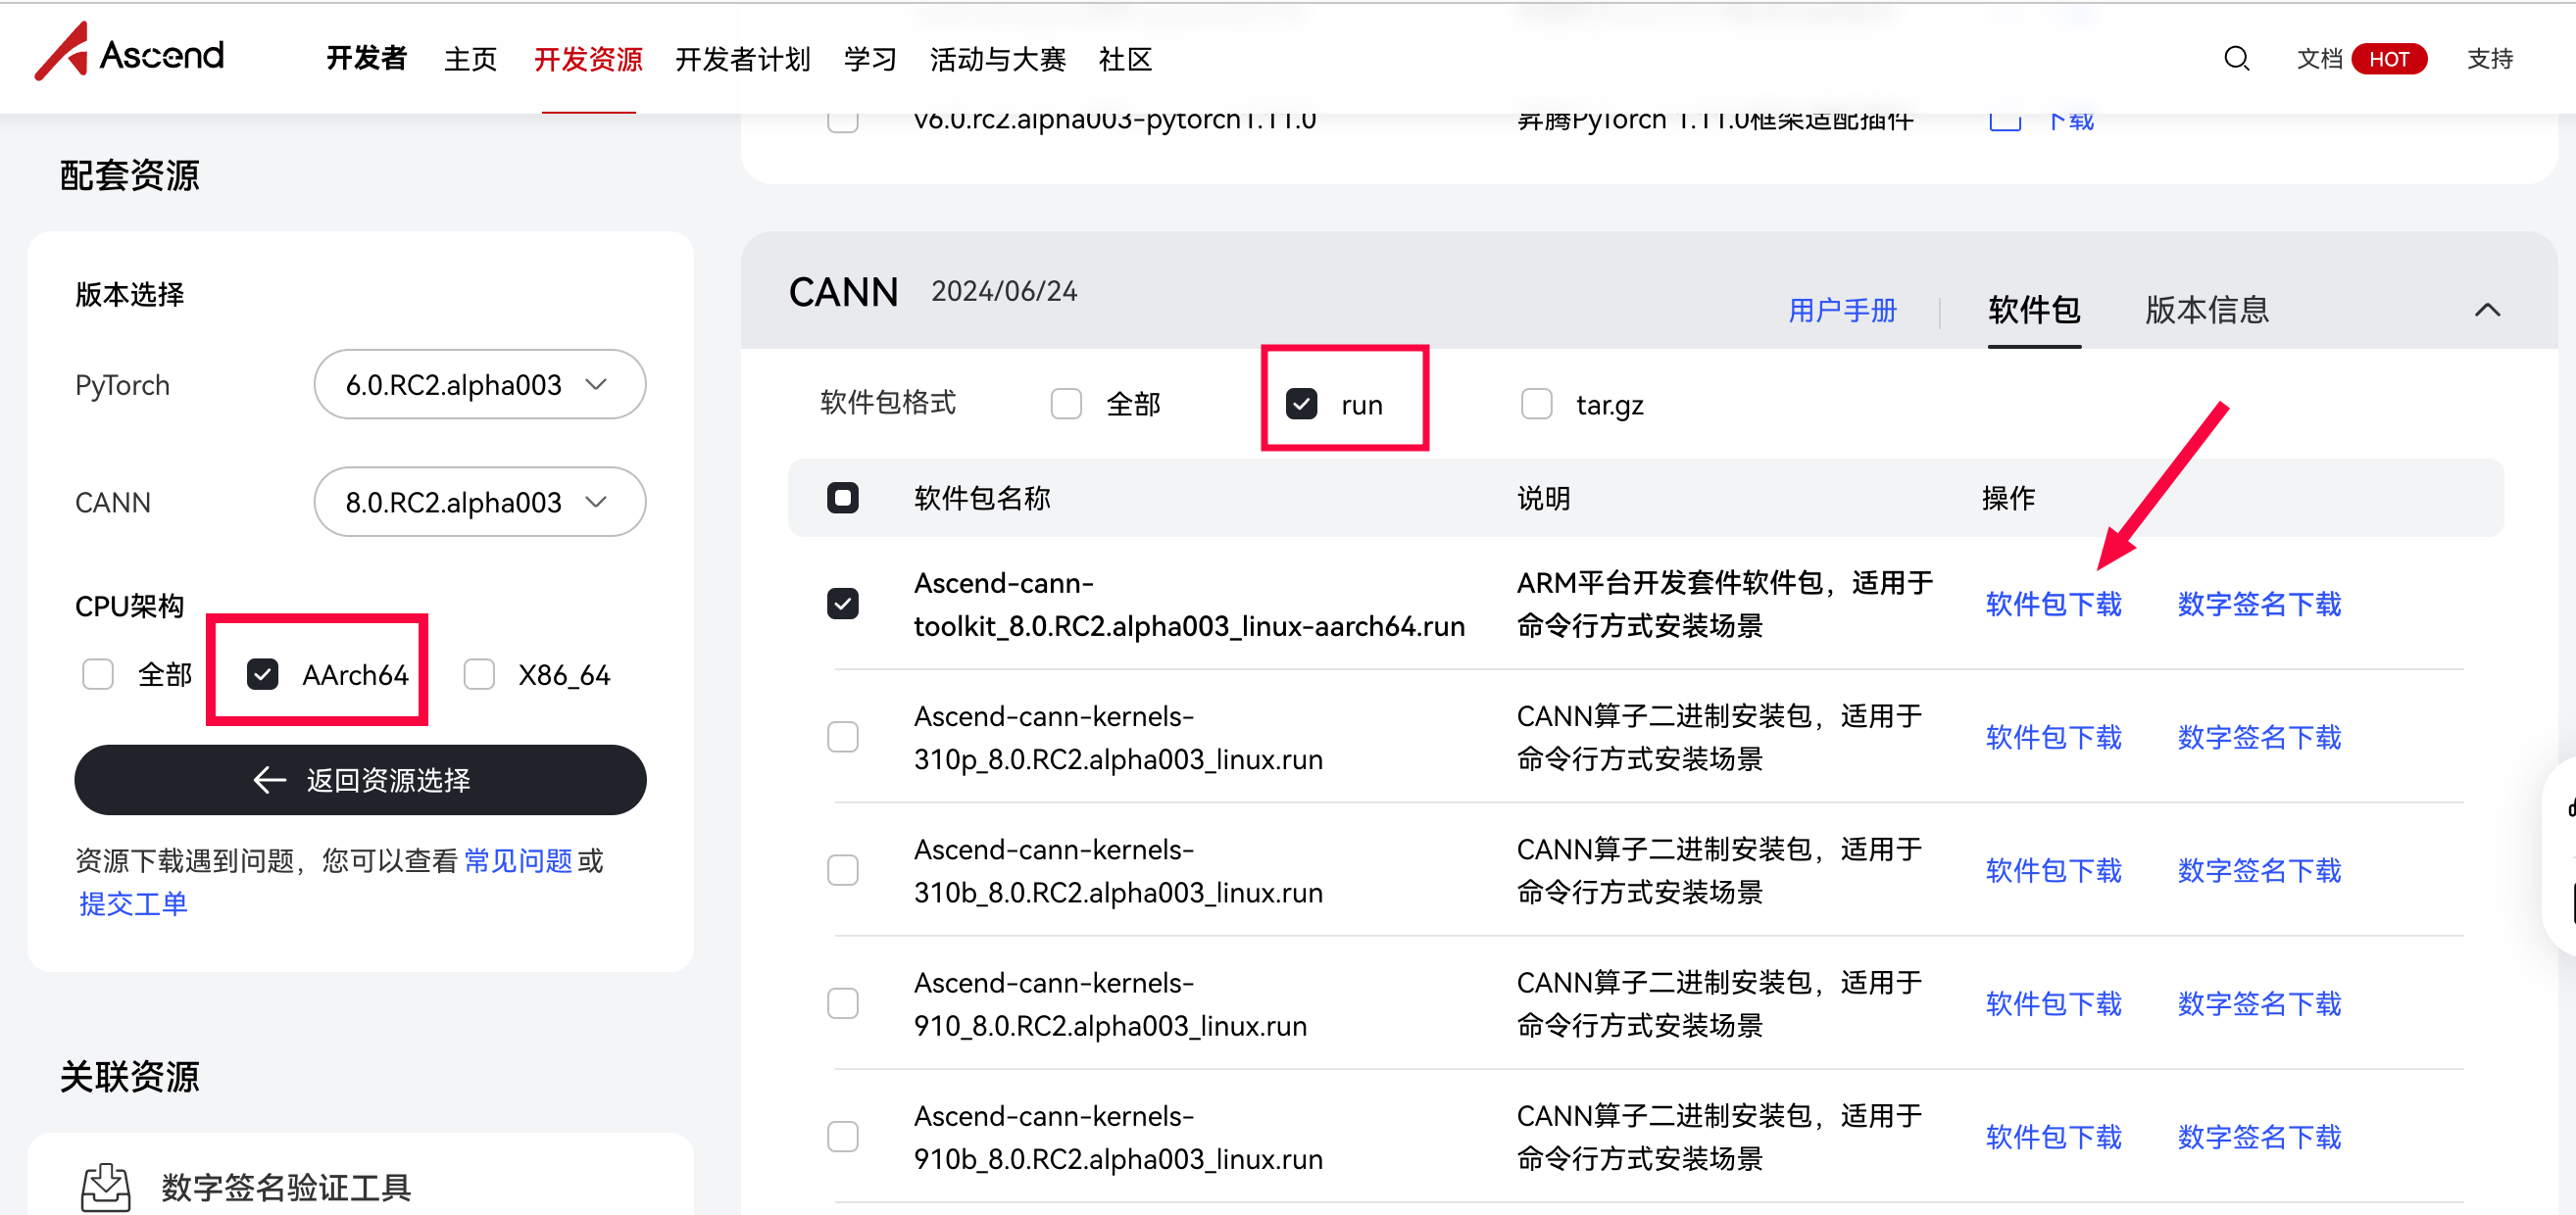 Ascend
开发者
主页
开发资源
开发者计划
学习
活动与大赛
社区
文档
HOT
支持
v6.0.rc2.alpha003-pytorch1.11.0
昇腾PyTorch 1.11.0框架适配插件
下载
配套资源
版本选择
PyTorch
6.0.RC2.alpha003
CANN
8.0.RC2.alpha003
CPU架构
全部
AArch64
X86_64
返回资源选择
资源下载遇到问题，您可以查看 常见问题 或
提交工单
关联资源
数字签名验证工具
CANN 2024/06/24
用户手册
软件包
版本信息
软件包格式
全部
run
tar.gz
软件包名称
说明
操作
Ascend-cann-
toolkit_8.0.RC2.alpha003_linux-aarch64.run
ARM平台开发套件软件包，适用于
命令行方式安装场景
软件包下载
数字签名下载
Ascend-cann-kernels-
310p_8.0.RC2.alpha003_linux.run
CANN算子二进制安装包，适用于
命令行方式安装场景
软件包下载
数字签名下载
Ascend-cann-kernels-
310b_8.0.RC2.alpha003_linux.run
CANN算子二进制安装包，适用于
命令行方式安装场景
软件包下载
数字签名下载
Ascend-cann-kernels-
910_8.0.RC2.alpha003_linux.run
CANN算子二进制安装包，适用于
命令行方式安装场景
软件包下载
数字签名下载
Ascend-cann-kernels-
910b_8.0.RC2.alpha003_linux.run
CANN算子二进制安装包，适用于
命令行方式安装场景
软件包下载
数字签名下载